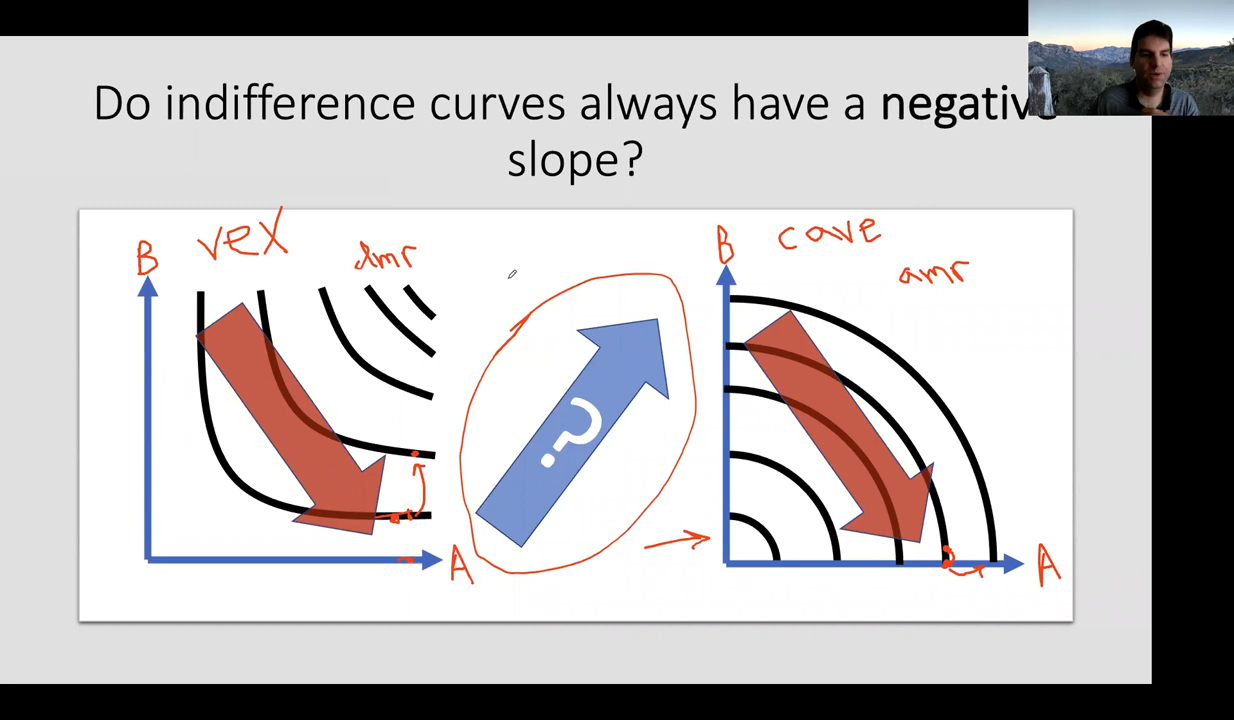 Do indifference curves always have a negative
slope?
B vex dmr
A
?
B cave
amr
A